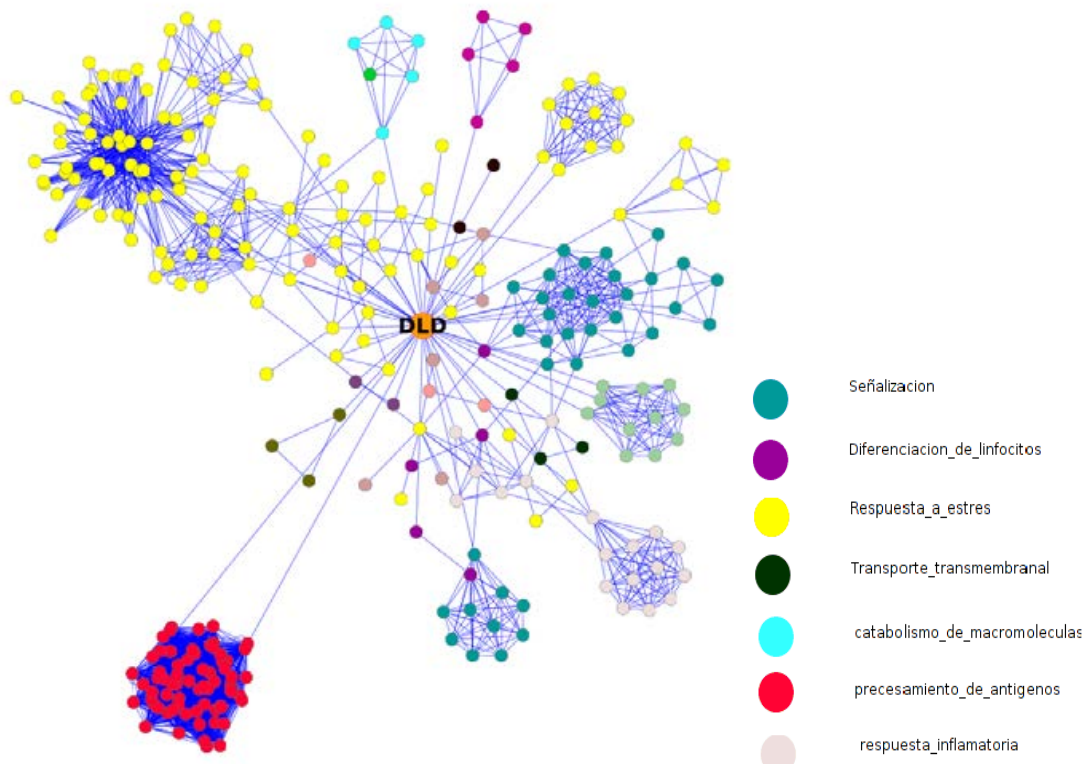 DLD
Señalizacion
Diferenciacion_de_linfocitos
Respuesta_a_estres
Transporte_transmembranal
catabolismo_de_macromoleculas
precesamiento_de_antigenos
respuesta_inflamatoria